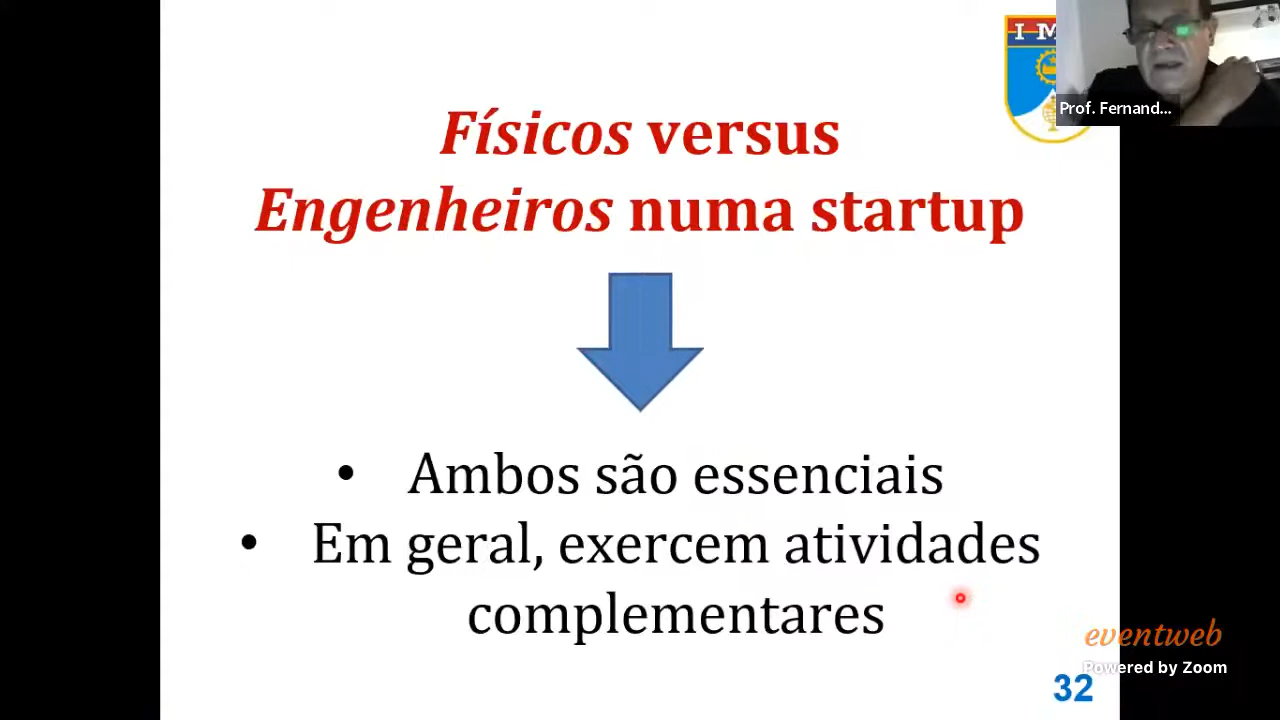 I M
Prof. Fernand...
Físicos versus
Engenheiros numa startup
• Ambos são essenciais
• Em geral, exercem atividades
complementares
eventweb
Powered by Zoom
32